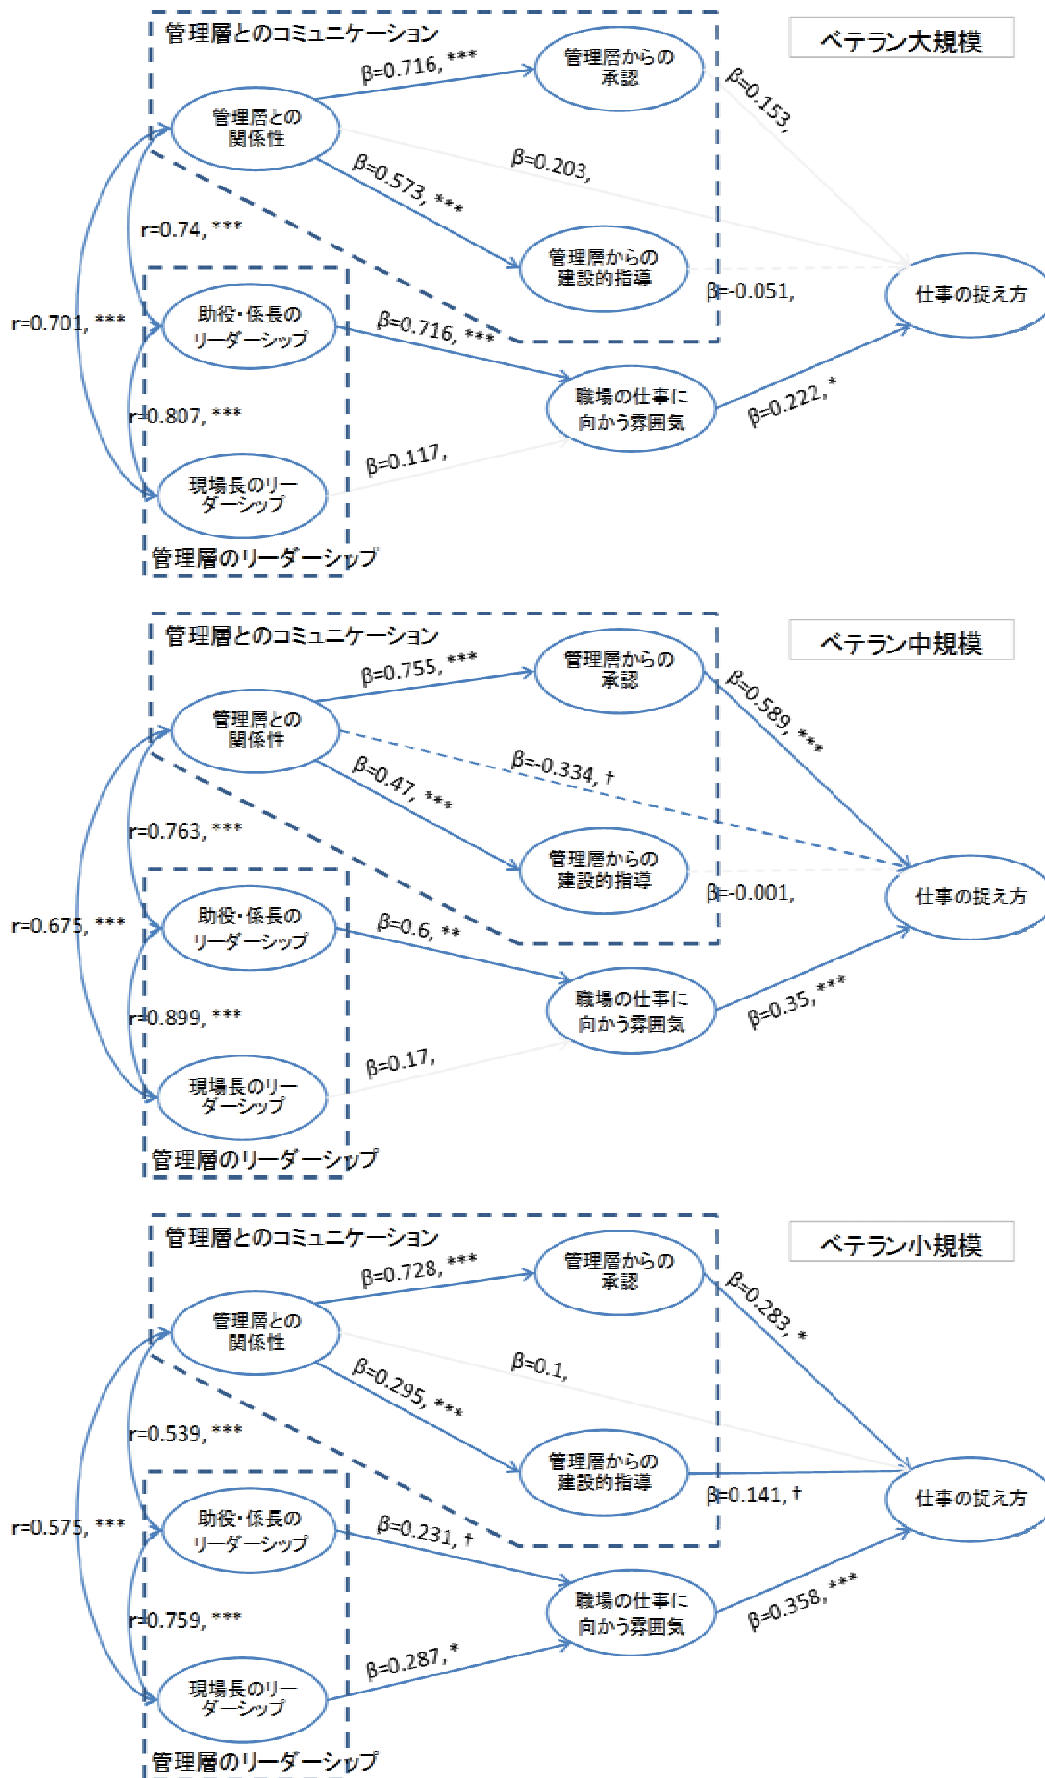 管理層とのコミュニケーション
ベテラン大規模
β=0.716, ***
管理層からの
承認
β=0.153,
管理層との
関係性
β=0.203,
β=0.573, ***
r=0.74, ***
管理層からの
建設的指導
β=-0.051,
仕事の捉え方
助役・係長の
リーダーシップ
r=0.701, ***
β=0.716, ***
職場の仕事に
向かう雰囲気
β=0.222, *
r=0.807, ***
β=0.117,
現場長のリー
ダーシップ
管理層のリーダーシップ
管理層とのコミュニケーション
ベテラン中規模
β=0.755, ***
管理層からの
承認
β=0.589, ***
管理層との
関係性
β=-0.334, †
β=0.47, ***
r=0.763, ***
管理層からの
建設的指導
β=-0.001,
仕事の捉え方
助役・係長の
リーダーシップ
r=0.675, ***
β=0.6, **
職場の仕事に
向かう雰囲気
β=0.35, ***
r=0.899, ***
β=0.17,
現場長のリー
ダーシップ
管理層のリーダーシップ
管理層とのコミュニケーション
ベテラン小規模
β=0.728, ***
管理層からの
承認
β=0.283, *
管理層との
関係性
β=0.1,
β=0.295, ***
r=0.539, ***
管理層からの
建設的指導
β=0.141, †
仕事の捉え方
助役・係長の
リーダーシップ
r=0.575, ***
β=0.231, †
職場の仕事に
向かう雰囲気
β=0.358, ***
r=0.759, ***
β=0.287, *
現場長のリー
ダーシップ
管理層のリーダーシップ